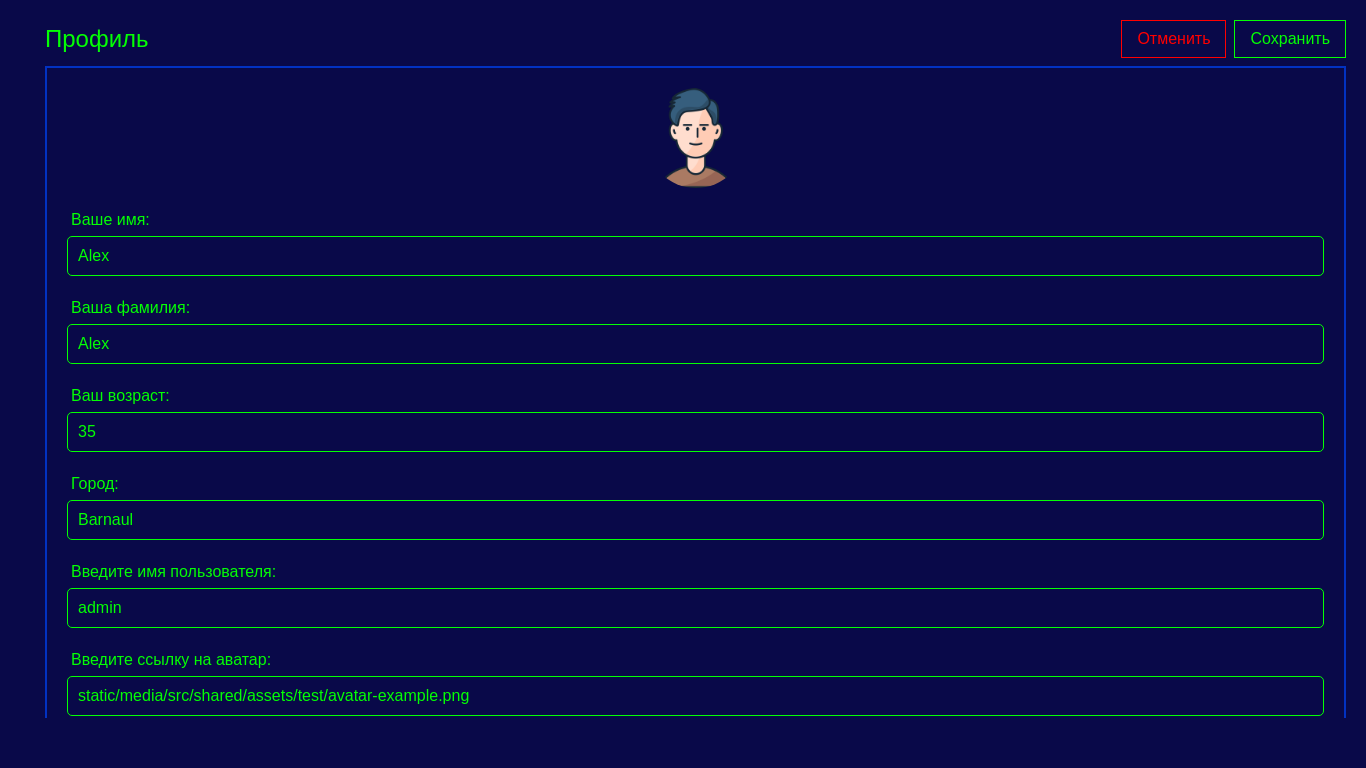 Профиль
Отменить
Сохранить
Ваше имя:
Alex
Ваша фамилия:
Alex
Ваш возраст:
35
Город:
Barnaul
Введите имя пользователя:
admin
Введите ссылку на аватар:
static/media/src/shared/assets/test/avatar-example.png